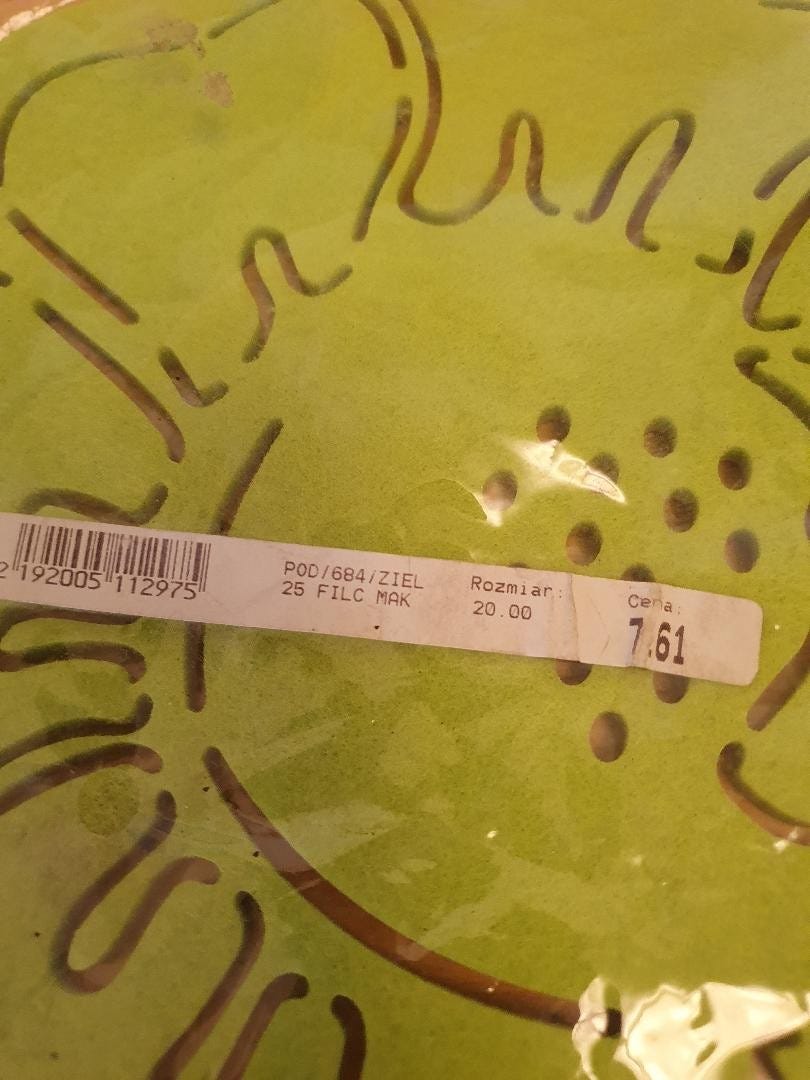 2 192005 112975
POD/684/ZIEL
25 FILC MAK
Rozmiar:
20.00
Cena:
7.61